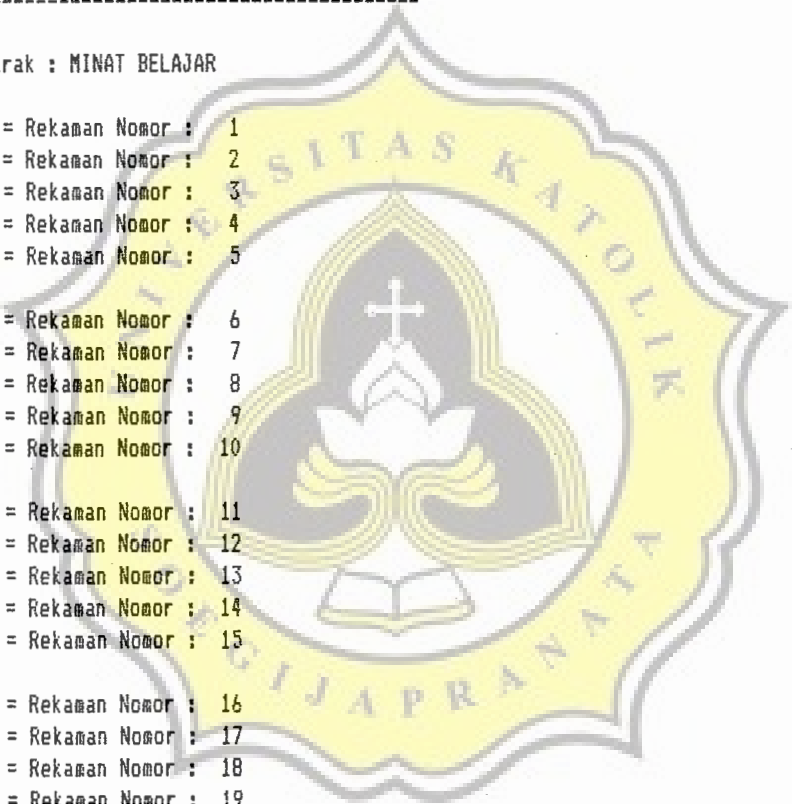 rak : MINAT BELAJAR
= Rekaman Nomor : 1
= Rekaman Nomor : 2
= Rekaman Nomor : 3
= Rekaman Nomor : 4
= Rekaman Nomor : 5
= Rekaman Nomor : 6
= Rekaman Nomor : 7
= Rekaman Nomor : 8
= Rekaman Nomor : 9
= Rekaman Nomor : 10
= Rekaman Nomor : 11
= Rekaman Nomor : 12
= Rekaman Nomor : 13
= Rekaman Nomor : 14
= Rekaman Nomor : 15
= Rekaman Nomor : 16
= Rekaman Nomor : 17
= Rekaman Nomor : 18
= Rekaman Nomor : 19
UNIVERSITAS KATOLIK
SOEGIJAPRANATA